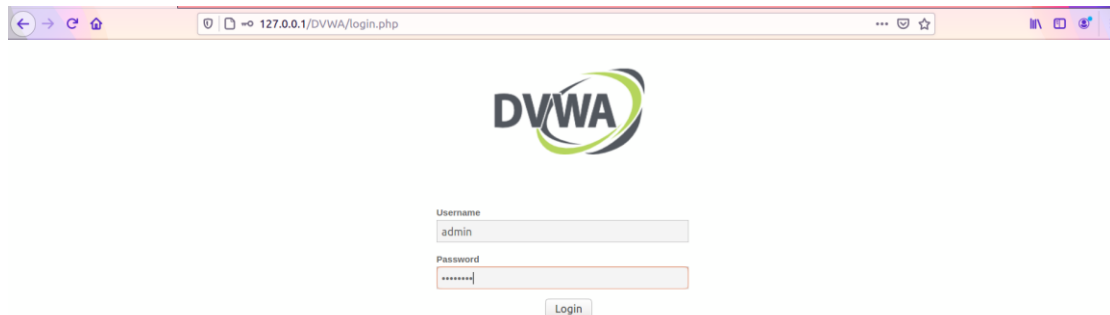 127.0.0.1/DVWA/login.php
DVWA
Username
admin
Password
••••••••
Login